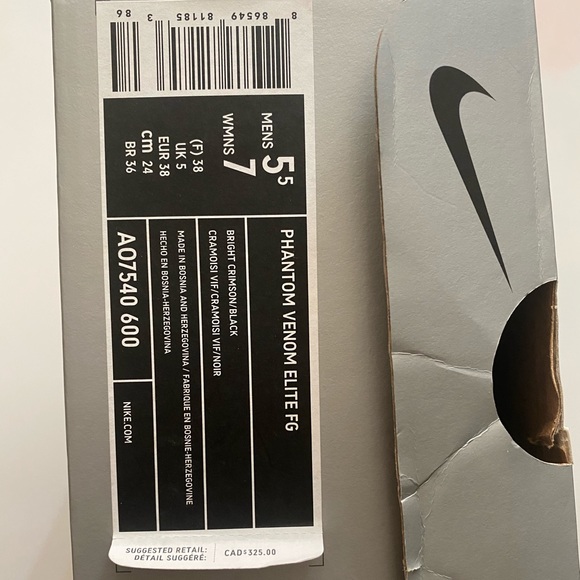 8 86549 81185 3 98
MENS 5.5
WMNS 7
(F) 38
UK 5
EUR 38
cm 24
BR 36
PHANTOM VENOM ELITE FG
BRIGHT CRIMSON/BLACK
CRAMOISI VIF/CRAMOISI VIF/NOIR
MADE IN BOSNIA AND HERZEGOVINA / FABRIQUE EN BOSNIE-HERZEGOVINE
HECHO EN BOSNIA-HERZEGOVINA
AO7540 600
NIKE.COM
SUGGESTED RETAIL:
DÉTAIL SUGGÉRÉ:
CAD$325.00